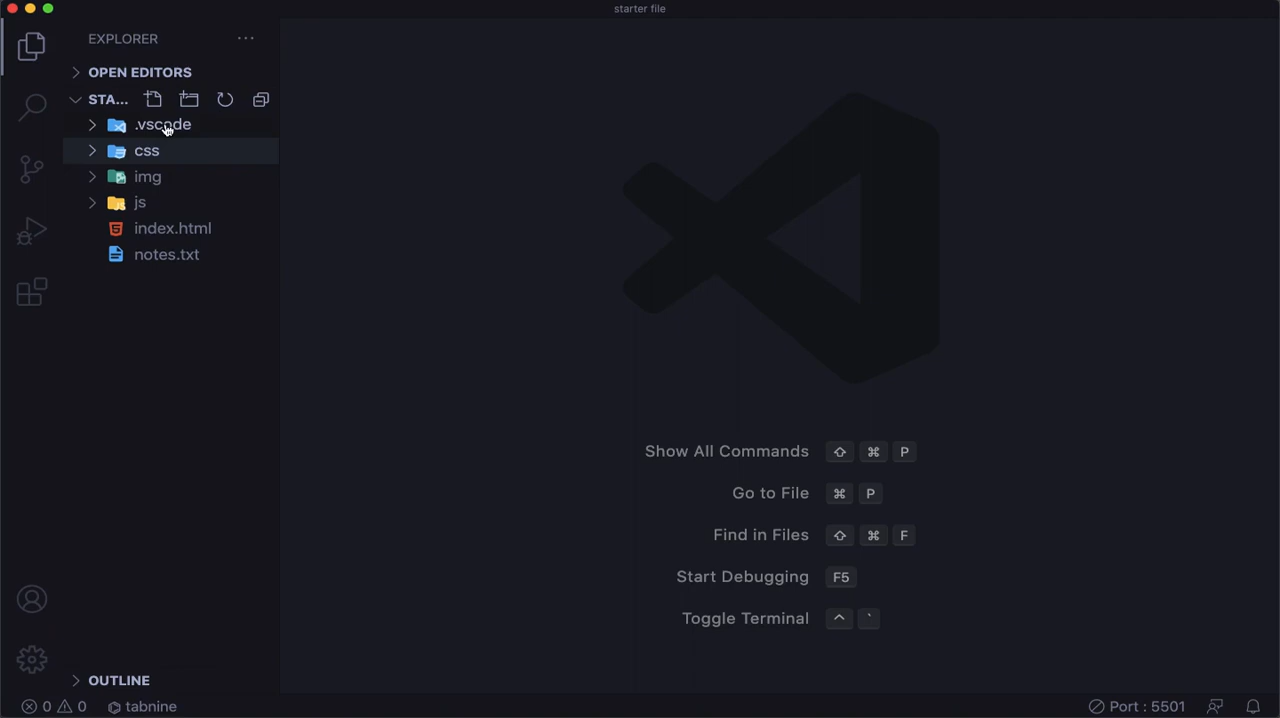 starter file
EXPLORER
OPEN EDITORS
STA...
.vscode
css
img
js
index.html
notes.txt
Show All Commands ⇧ ⌘ P
Go to File ⌘ P
Find in Files ⇧ ⌘ F
Start Debugging F5
Toggle Terminal ^ `
OUTLINE
0 0 tabnine
Port : 5501